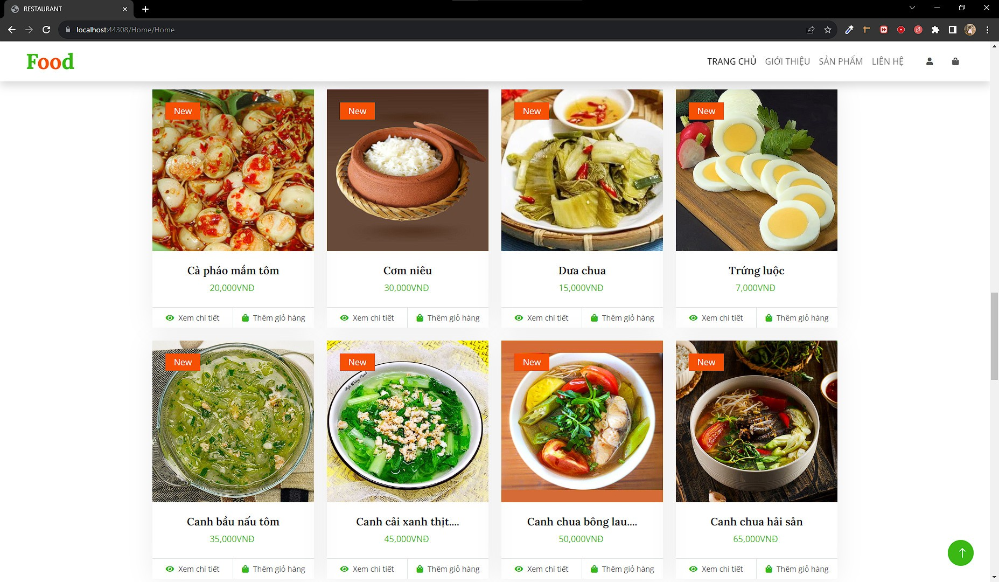 RESTAURANT
localhost:44308/Home/Home
Food
TRANG CHỦ GIỚI THIỆU SẢN PHẨM LIÊN HỆ
New New New New
Cà pháo mắm tôm Cơm niêu Dưa chua Trứng luộc
20,000VNĐ 30,000VNĐ 15,000VNĐ 7,000VNĐ
Xem chi tiết Thêm giỏ hàng Xem chi tiết Thêm giỏ hàng Xem chi tiết Thêm giỏ hàng Xem chi tiết Thêm giỏ hàng
New New New New
Canh bầu nấu tôm Canh cải xanh thịt.... Canh chua bông lau.... Canh chua hải sản
35,000VNĐ 45,000VNĐ 50,000VNĐ 65,000VNĐ
Xem chi tiết Thêm giỏ hàng Xem chi tiết Thêm giỏ hàng Xem chi tiết Thêm giỏ hàng Xem chi tiết Thêm giỏ hàng